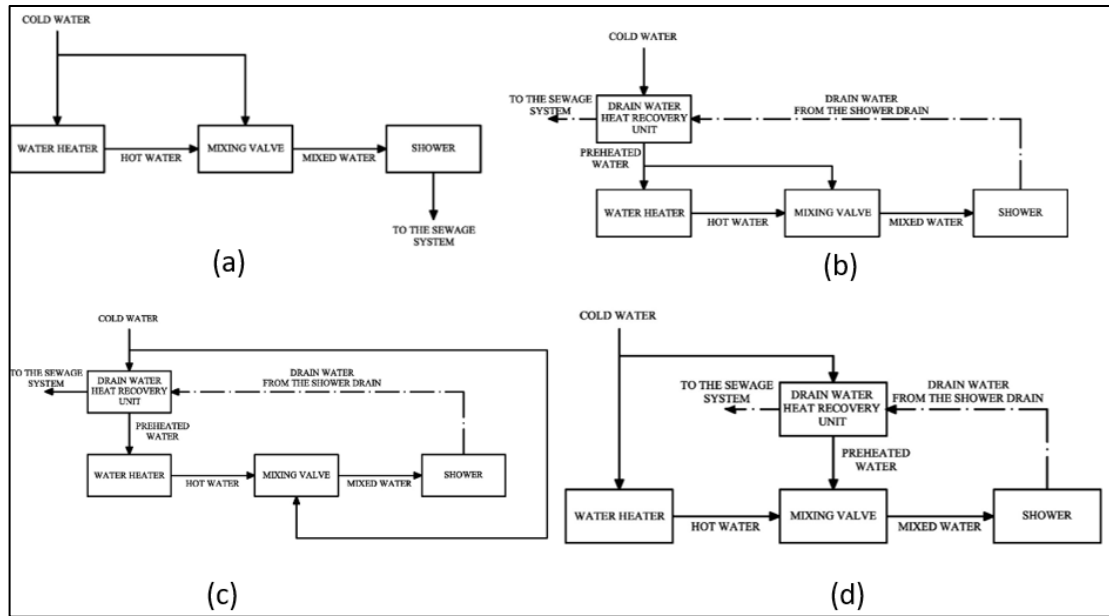 COLD WATER
WATER HEATER
HOT WATER
MIXING VALVE
MIXED WATER
SHOWER
TO THE SEWAGE
SYSTEM
(a)
COLD WATER
TO THE SEWAGE
SYSTEM
DRAIN WATER
HEAT RECOVERY
UNIT
DRAIN WATER
FROM THE SHOWER DRAIN
PREHEATED
WATER
WATER HEATER
HOT WATER
MIXING VALVE
MIXED WATER
SHOWER
(b)
COLD WATER
TO THE SEWAGE
SYSTEM
DRAIN WATER
HEAT RECOVERY
UNIT
DRAIN WATER
FROM THE SHOWER DRAIN
PREHEATED
WATER
WATER HEATER
HOT WATER
MIXING VALVE
MIXED WATER
SHOWER
(c)
COLD WATER
TO THE SEWAGE
SYSTEM
DRAIN WATER
HEAT RECOVERY
UNIT
DRAIN WATER
FROM THE SHOWER DRAIN
PREHEATED
WATER
WATER HEATER
HOT WATER
MIXING VALVE
MIXED WATER
SHOWER
(d)